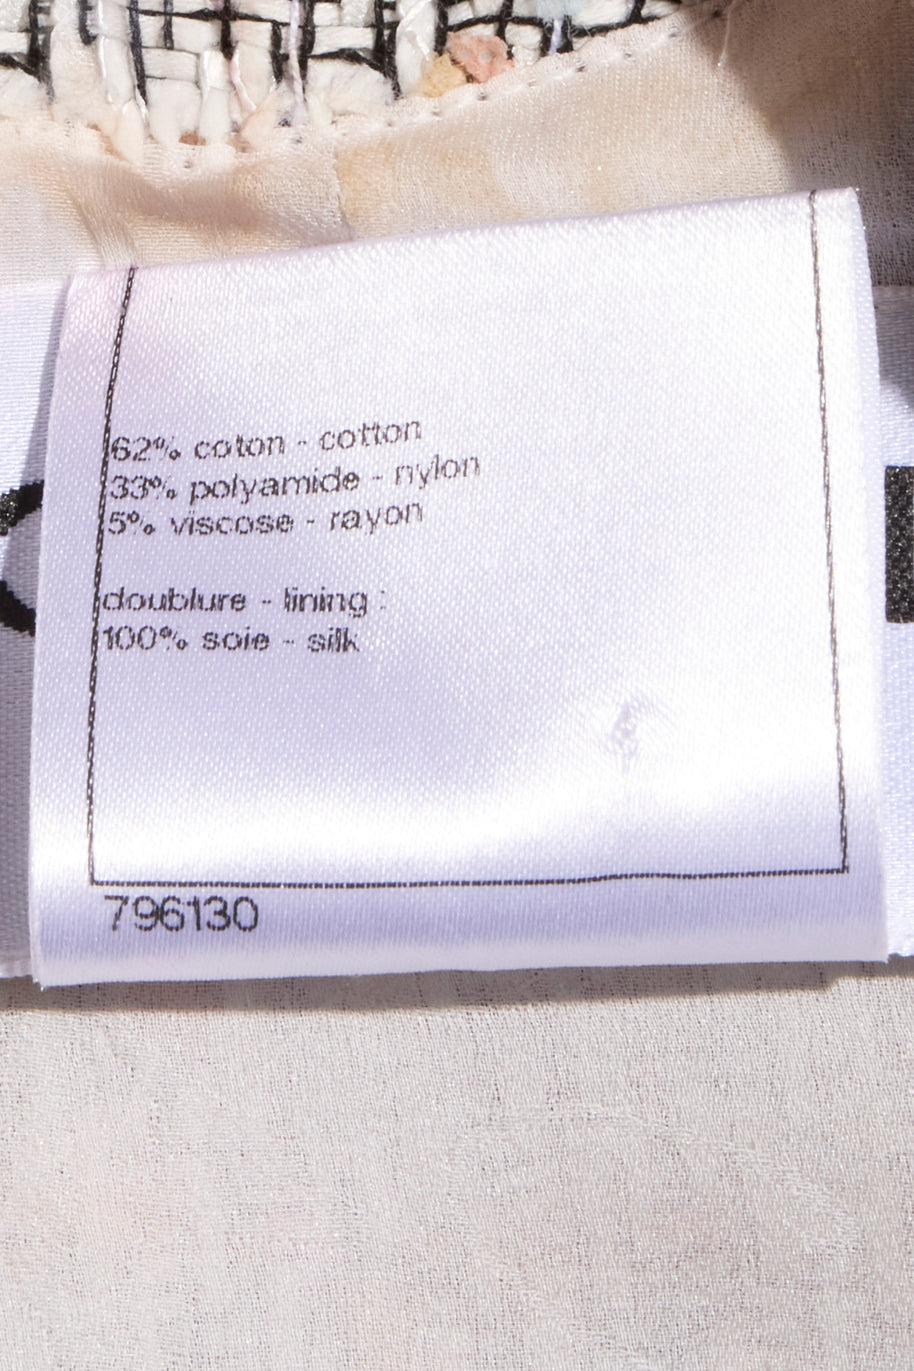 62% coton - cotton
33% polyamide - nylon
5% viscose - rayon
doublure - lining :
100% soie - silk
796130